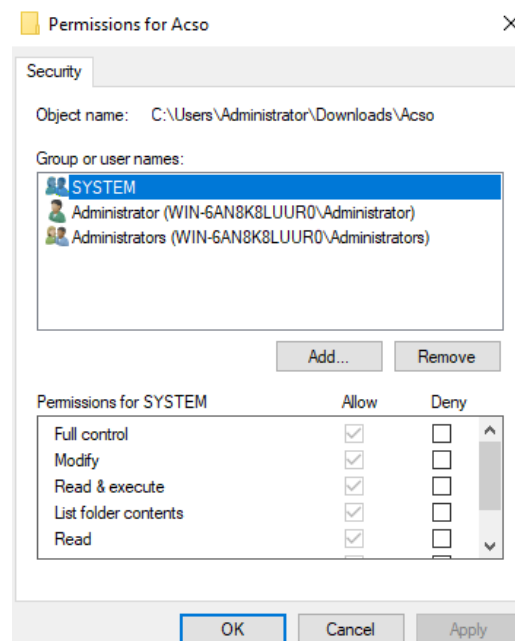 Permissions for Acso
Security
Object name: C:\Users\Administrator\Downloads\Acso
Group or user names:
SYSTEM
Administrator (WIN-6AN8K8LUUR0\Administrator)
Administrators (WIN-6AN8K8LUUR0\Administrators)
Add... Remove
Permissions for SYSTEM Allow Deny
Full control
Modify
Read & execute
List folder contents
Read
OK Cancel Apply